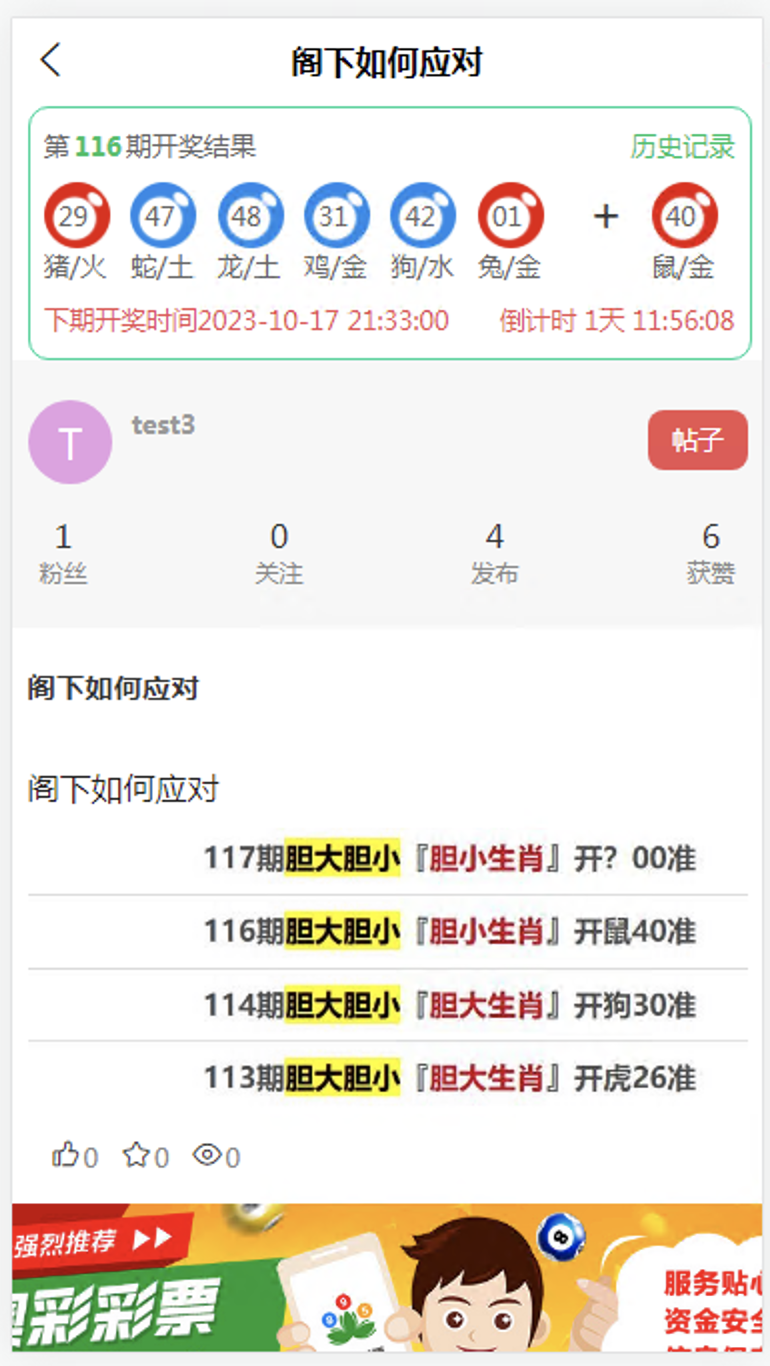 阁下如何应对
第116期开奖结果 历史记录
29 47 48 31 42 01 + 40
猪/火 蛇/土 龙/土 鸡/金 狗/水 兔/金 鼠/金
下期开奖时间2023-10-17 21:33:00 倒计时 1天 11:56:08
T test3 帖子
1 0 4 6
粉丝 关注 发布 获赞
阁下如何应对
阁下如何应对
117期胆大胆小『胆小生肖』开？00准
116期胆大胆小『胆小生肖』开鼠40准
114期胆大胆小『胆大生肖』开狗30准
113期胆大胆小『胆大生肖』开虎26准
0 0 0
强烈推荐
奥彩彩票
服务贴心
资金安全